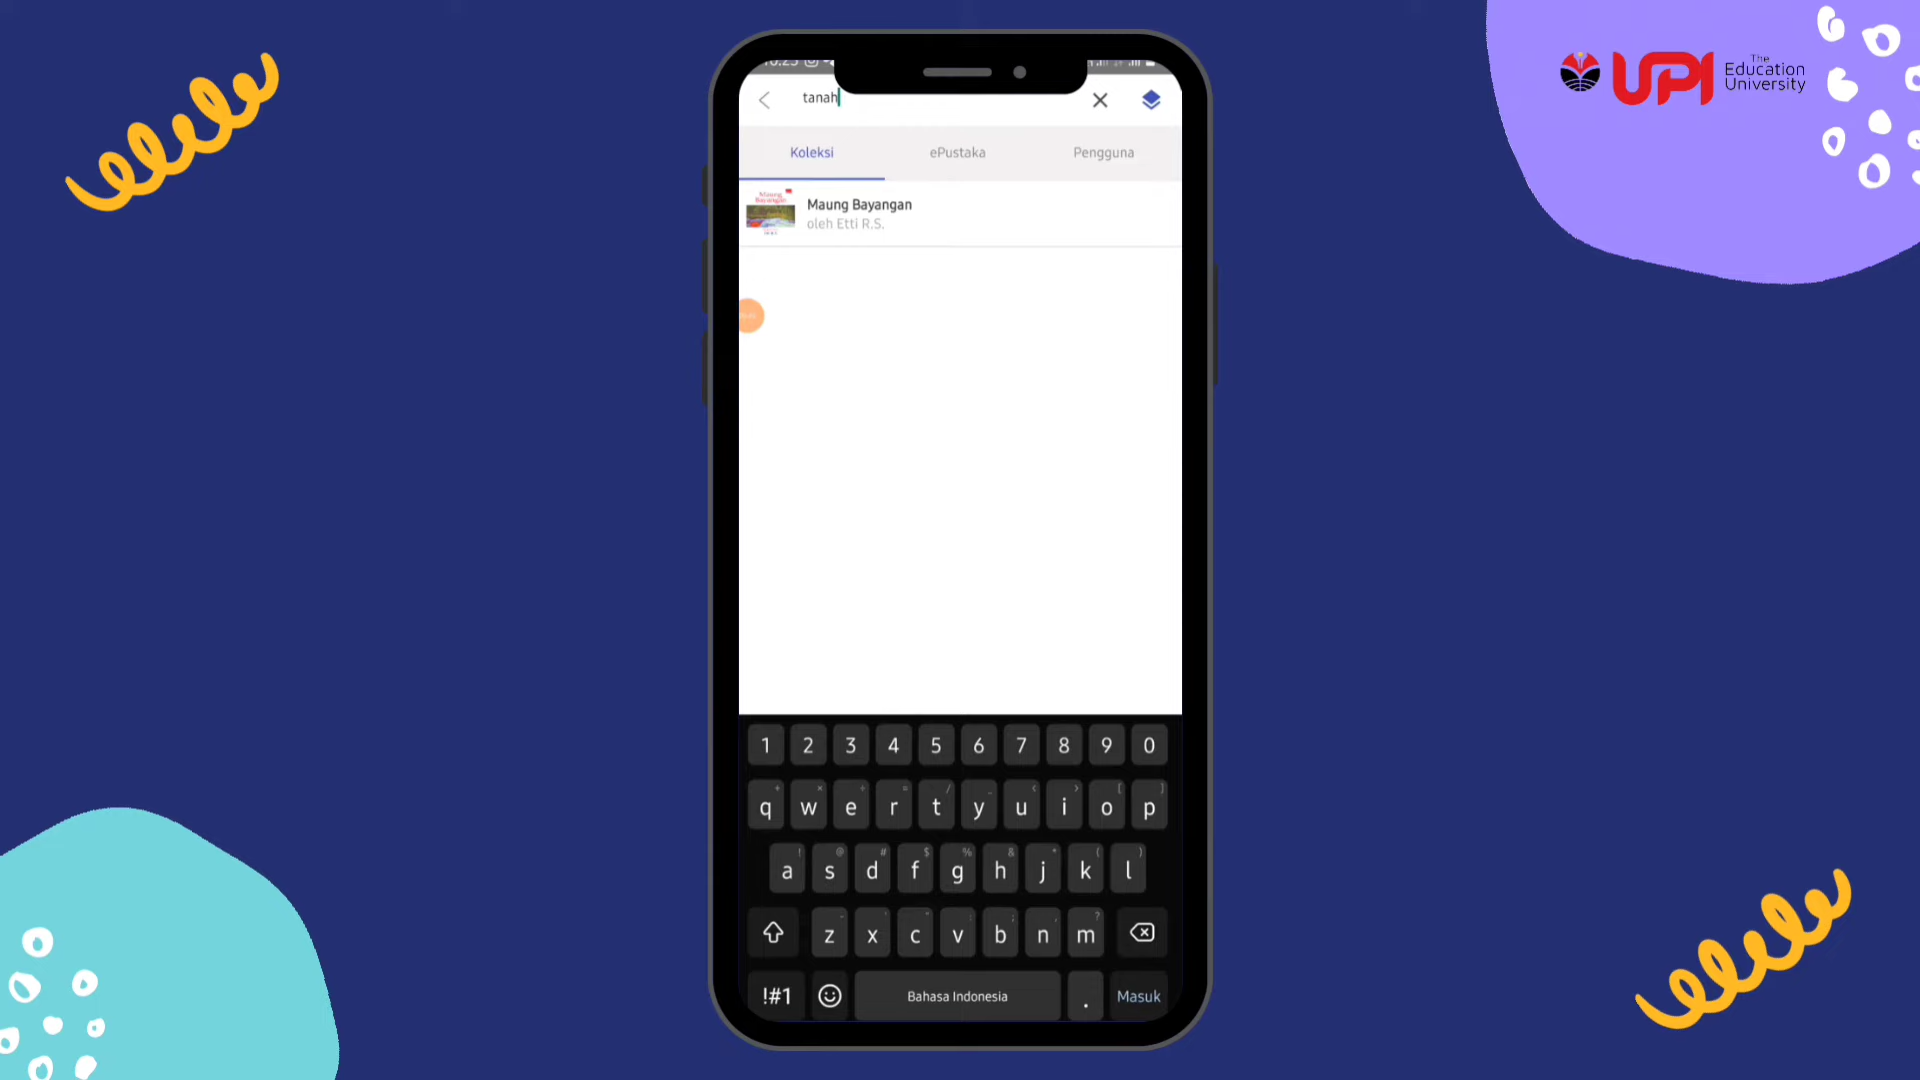 The
UPI Education
University
tanah
Koleksi ePustaka Pengguna
Maung Bayangan
oleh Etti R.S.
1 2 3 4 5 6 7 8 9 0
q w e r t y u i o p
a s d f g h j k l
z x c v b n m
!#1 Bahasa Indonesia . Masuk